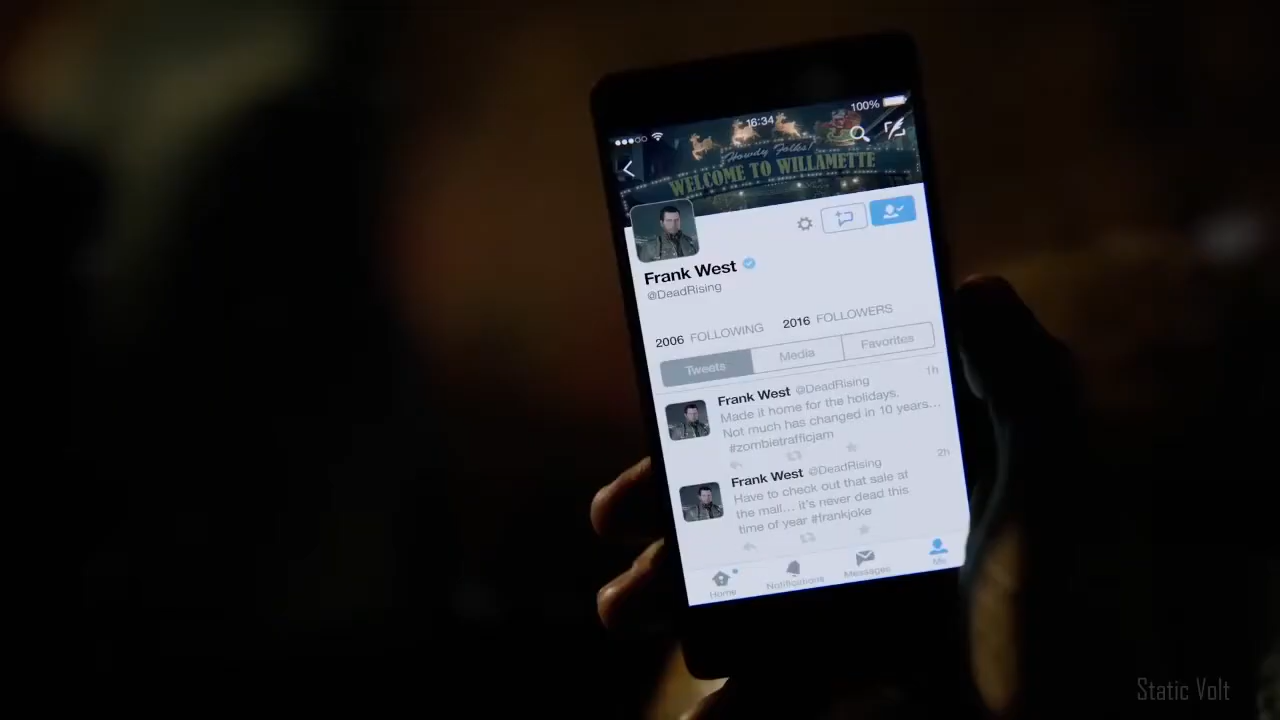 100%
16:34
Howdy Folks!
WELCOME TO WILLAMETTE
Frank West
@DeadRising
2006 FOLLOWING 2016 FOLLOWERS
Tweets Media Favorites
Frank West @DeadRising 1h
Made it home for the holidays.
Not much has changed in 10 years...
#zombietrafficjam
Frank West @DeadRising 2h
Have to check out that sale at
the mall... it's never dead this
time of year #frankjoke
Home Notifications Messages Me
Static Volt